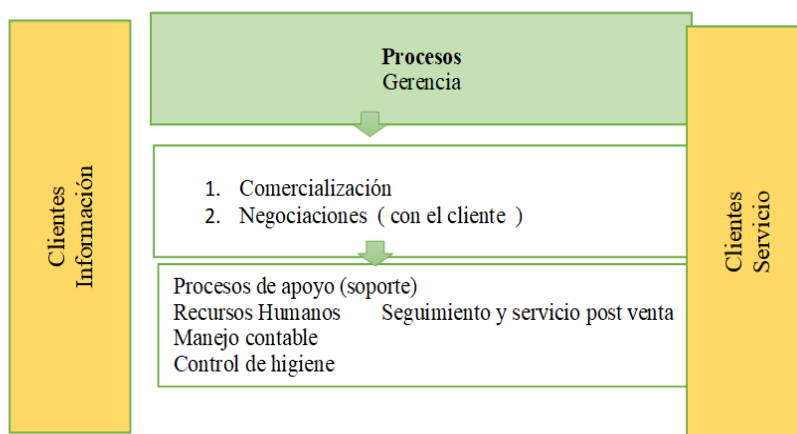 Clientes
Información
Procesos
Gerencia
1. Comercialización
2. Negociaciones ( con el cliente )
Procesos de apoyo (soporte)
Recursos Humanos Seguimiento y servicio post venta
Manejo contable
Control de higiene
Clientes
Servicio